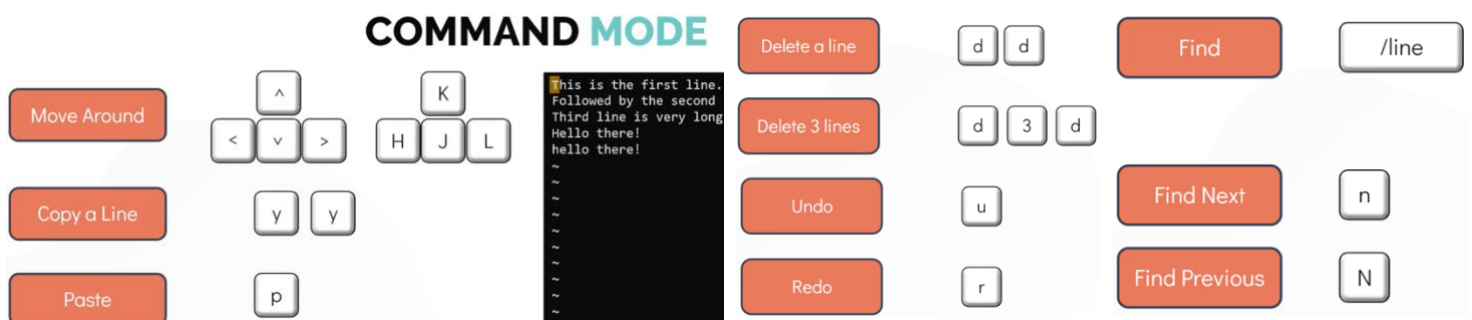 COMMAND MODE
Move Around
^
< v >
K
H J L
Copy a Line
y y
Paste
p
This is the first line.
Followed by the second
Third line is very long
Hello there!
hello there!
~
~
~
~
~
~
~
~
~
~
Delete a line
d d
Delete 3 lines
d 3 d
Undo
u
Redo
r
Find
/line
Find Next
n
Find Previous
N